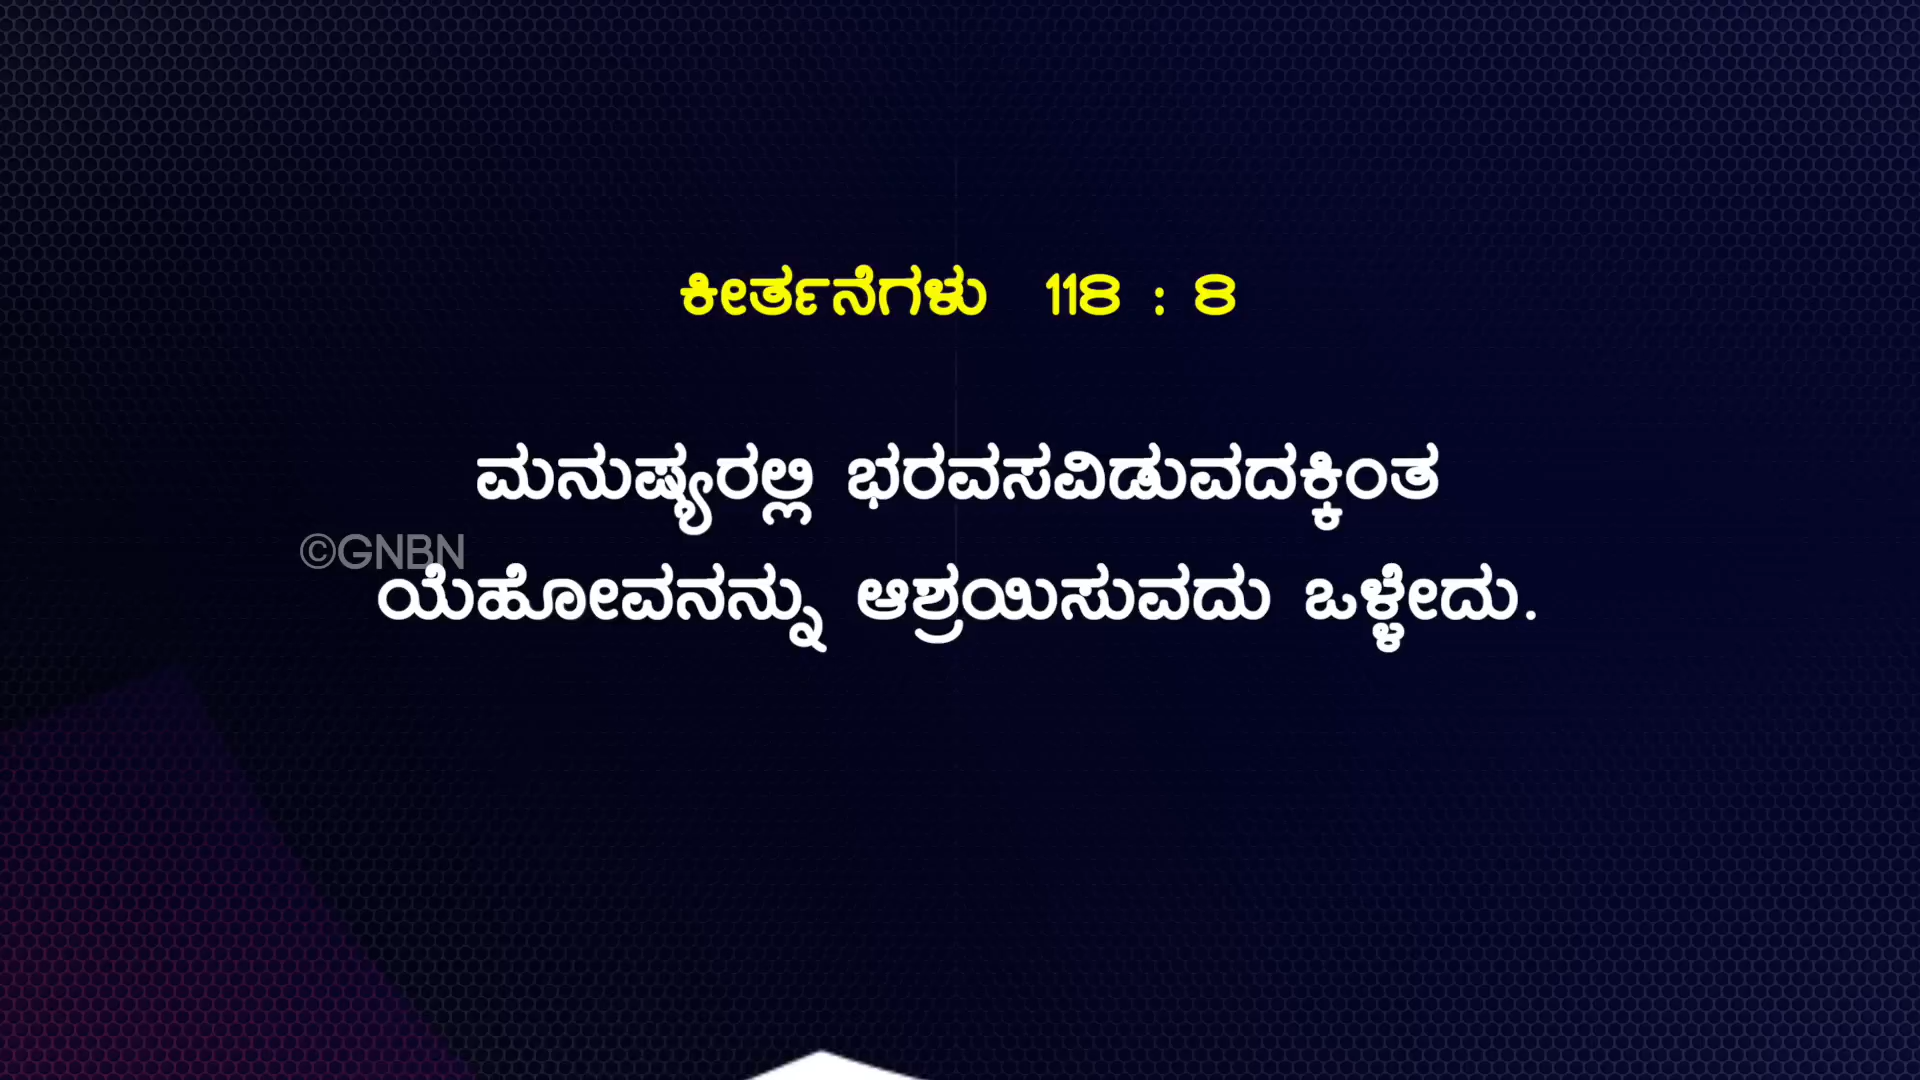 ಕೀರ್ತನೆಗಳು 118 : 8
ಮನುಷ್ಯರಲ್ಲಿ ಭರವಸವಿಡುವದಕ್ಕಿಂತ
©GNBN
ಯೆಹೋವನನ್ನು ಆಶ್ರಯಿಸುವದು ಒಳ್ಳೇದು.